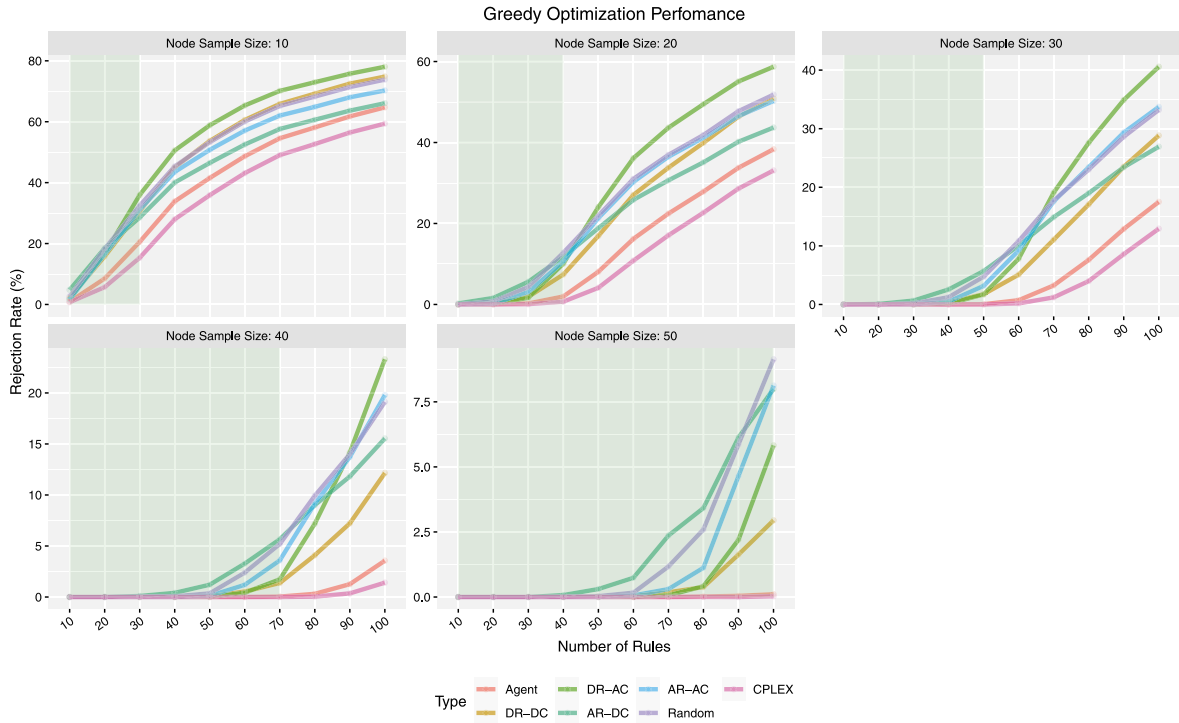 Greedy Optimization Perfomance
Node Sample Size: 10
Node Sample Size: 20
Node Sample Size: 30
80
60
40
20
0
60
40
20
0
40
30
20
10
0
10 20 30 40 50 60 70 80 90 100
Rejection Rate (%)
Node Sample Size: 40
Node Sample Size: 50
20
15
10
5
0
7.5
5.0
2.5
0.0
10 20 30 40 50 60 70 80 90 100
10 20 30 40 50 60 70 80 90 100
Number of Rules
Type
Agent
DR−AC
AR−AC
CPLEX
DR−DC
AR−DC
Random